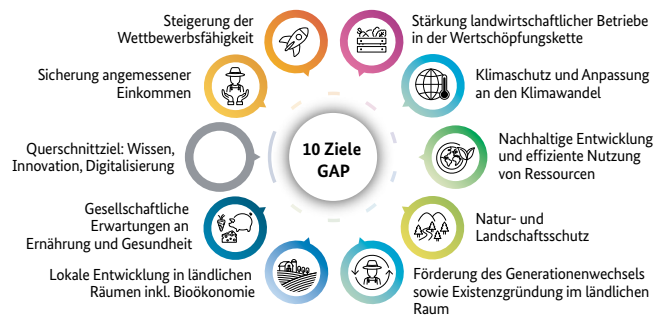 Steigerung der
Wettbewerbsfähigkeit
Stärkung landwirtschaftlicher Betriebe
in der Wertschöpfungskette
Sicherung angemessener
Einkommen
Klimaschutz und Anpassung
an den Klimawandel
Querschnittziel: Wissen,
Innovation, Digitalisierung
10 Ziele
GAP
Nachhaltige Entwicklung
und effiziente Nutzung
von Ressourcen
Gesellschaftliche
Erwartungen an
Ernährung und Gesundheit
Natur- und
Landschaftsschutz
Lokale Entwicklung in ländlichen
Räumen inkl. Bioökonomie
Förderung des Generationenwechsels
sowie Existenzgründung im ländlichen
Raum